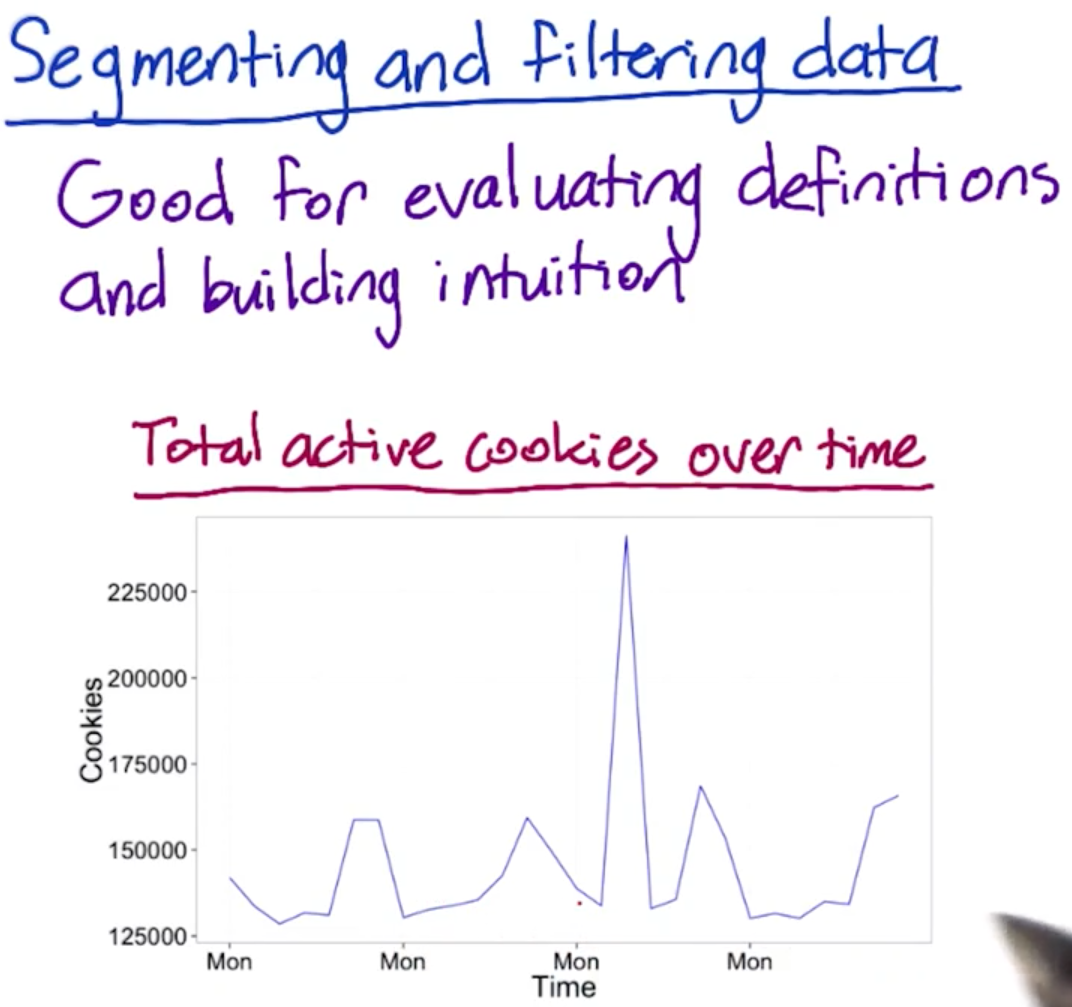 Segmenting and filtering data
Good for evaluating definitions
and building intuition
Total active cookies over time
225000
200000
175000
150000
125000
Cookies
Mon Mon Mon Mon
Time